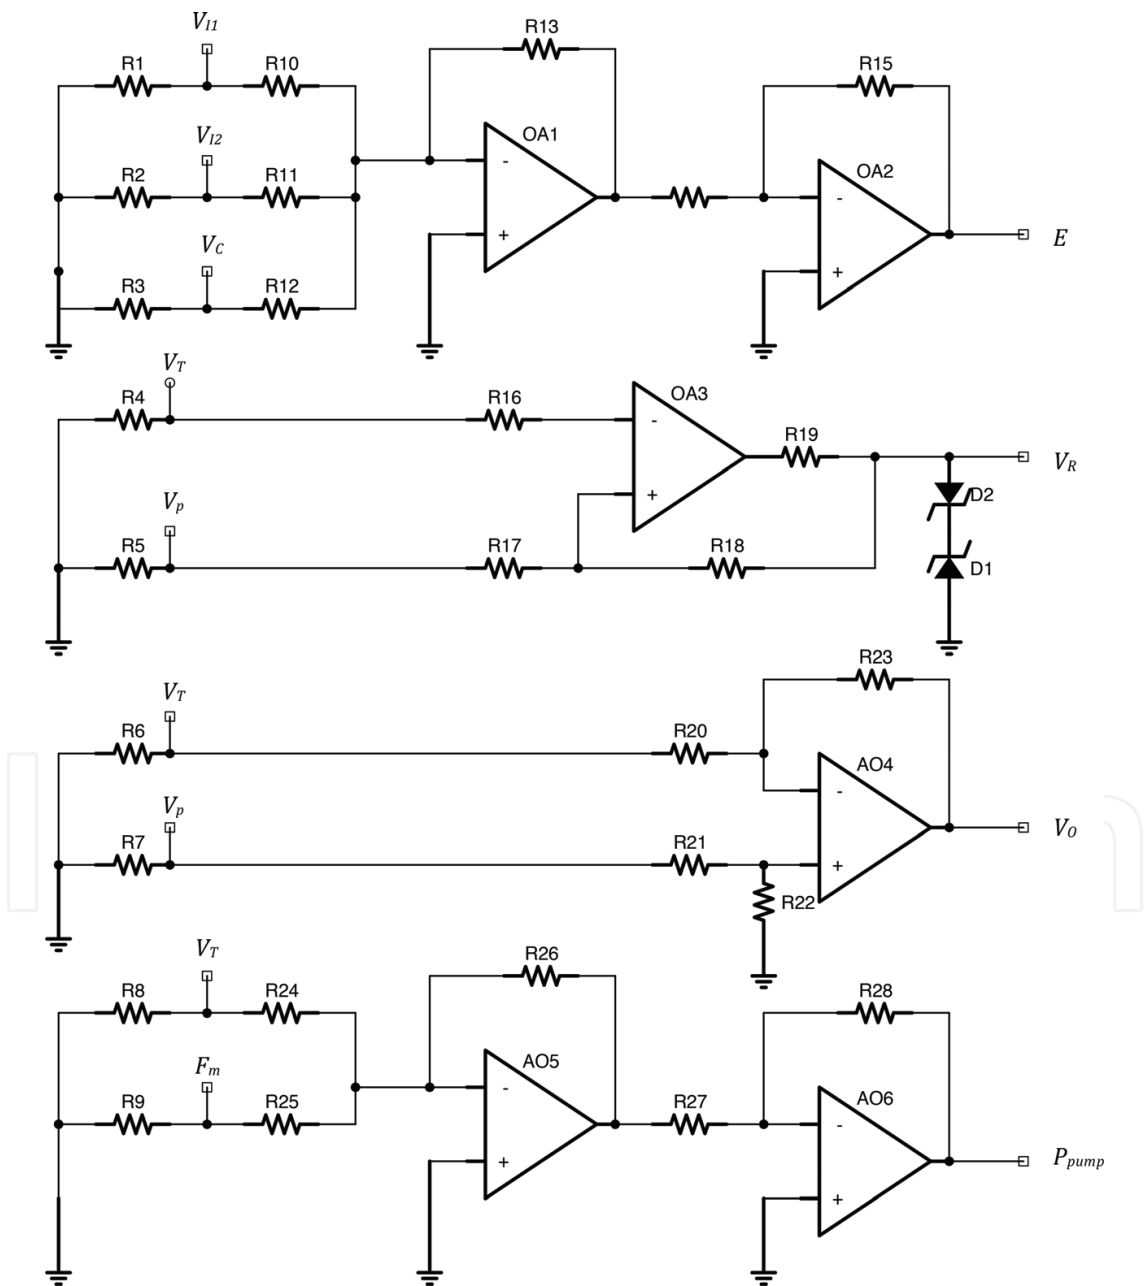 V_I1
R13
R1
R10
R15
V_I2
OA1
-
R2
R11
OA2
-
V_C
+
E
R3
R12
+
V_T
R4
R16
OA3
-
R19
V_R
V_p
+
D2
R5
R17
R18
D1
R23
V_T
R6
R20
AO4
-
V_p
V_O
R7
R21
+
R22
V_T
R26
R8
R24
R28
F_m
AO5
-
R9
R25
R27
AO6
-
+
P_pump
+